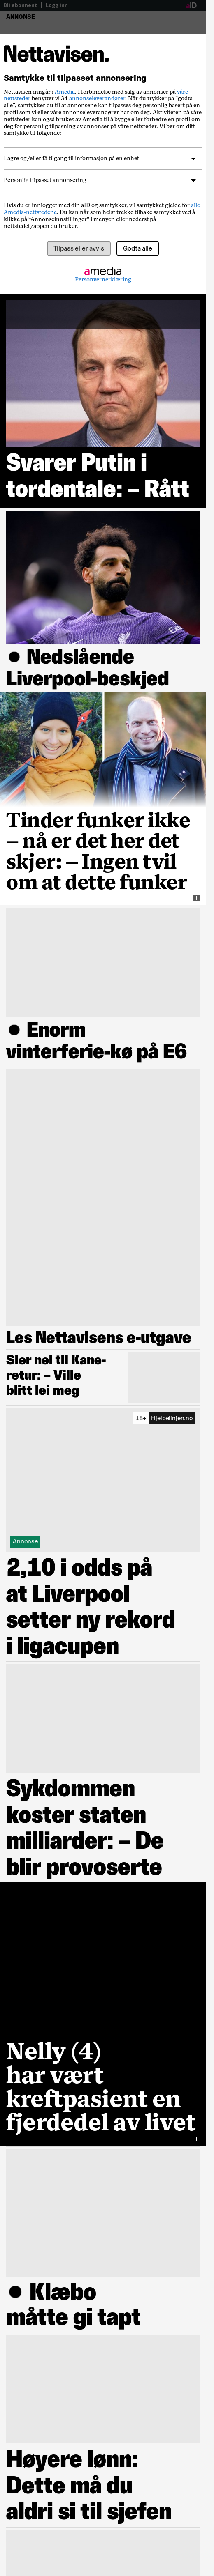 Bli abonnent | Logg inn
aID
ANNONSE
Nettavisen.
Samtykke til tilpasset annonsering
Nettavisen inngår i Amedia. I forbindelse med salg av annonser på våre
nettsteder benytter vi 34 annonseleverandører. Når du trykker på "godta
alle", samtykker du til at annonsene kan tilpasses deg basert på en
profil som vi eller våre annonseleverandører har om deg. Aktiviteten på våre
nettsteder kan også brukes av Amedia til å bygge eller forbedre en profil om
deg for personlig tilpasning av annonser på våre nettsteder. Vi ber om ditt
samtykke til følgende:
Lagre og/eller få tilgang til informasjon på en enhet
Personlig tilpasset annonsering
Hvis du er innlogget med din aID og samtykker, vil samtykket gjelde for alle
Amedia-nettstedene. Du kan når som helst trekke tilbake samtykket ved å
klikke på "Annonseinnstillinger" i menyen eller nederst på
nettstedet/appen du bruker.
Tilpass eller avvis
Godta alle
amedia
Personvernerklæring
Svarer Putin i
tordentale: – Rått
● Nedslående
Liverpool-beskjed
Tinder funker ikke
– nå er det her det
skjer: – Ingen tvil
om at dette funker
● Enorm
vinterferie-kø på E6
Les Nettavisens e-utgave
Sier nei til Kane-
retur: – Ville
blitt lei meg
18+ Hjelpelinjen.no
Annonse
2,10 i odds på
at Liverpool
setter ny rekord
i ligacupen
Sykdommen
koster staten
milliarder: – De
blir provoserte
Nelly (4)
har vært
kreftpasient en
fjerdedel av livet
● Klæbo
måtte gi tapt
Høyere lønn:
Dette må du
aldri si til sjefen